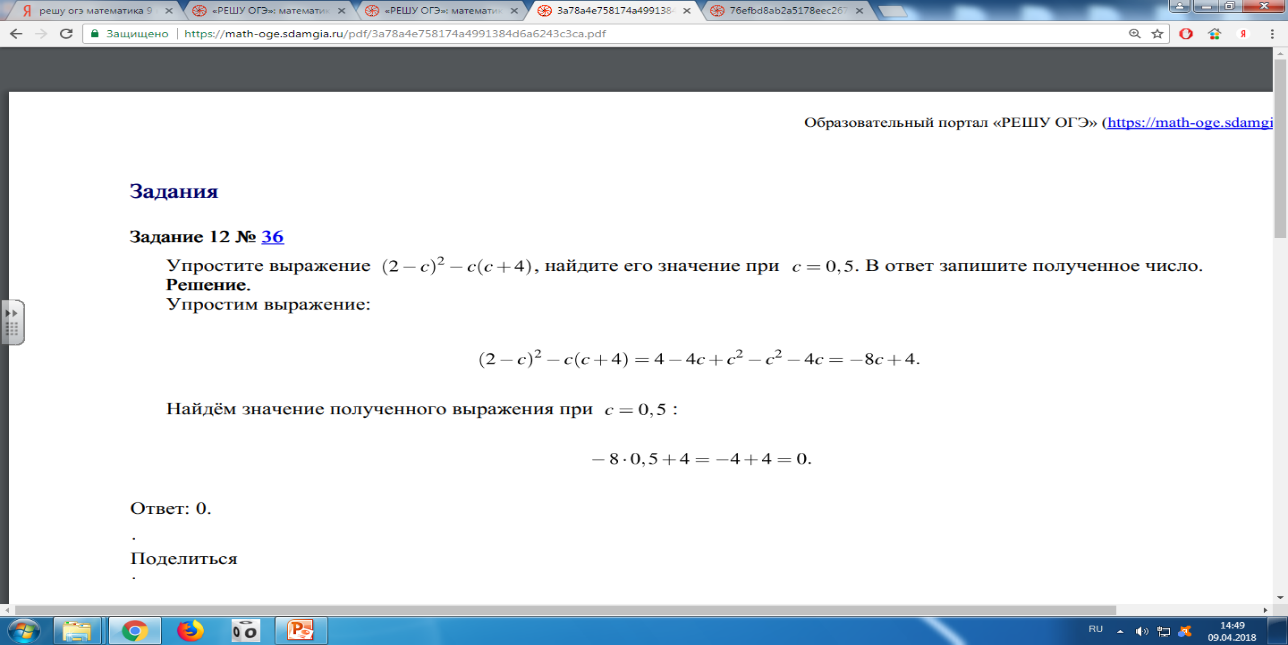 решу огэ математика 9
«РЕШУ ОГЭ»: математи
«РЕШУ ОГЭ»: математи
3a78a4e758174a4991384
76efbd8ab2a5178eec267
Защищено | https://math-oge.sdamgia.ru/pdf/3a78a4e758174a4991384d6a6243c3ca.pdf
Образовательный портал «РЕШУ ОГЭ» (https://math-oge.sdamgi
Задания
Задание 12 № 36
Упростите выражение (2 − c)² − c(c + 4), найдите его значение при c = 0,5. В ответ запишите полученное число.
Решение.
Упростим выражение:
(2 − c)² − c(c + 4) = 4 − 4c + c² − c² − 4c = −8c + 4.
Найдём значение полученного выражения при c = 0,5 :
− 8 · 0,5 + 4 = −4 + 4 = 0.
Ответ: 0.
.
Поделиться
.
RU
14:49
09.04.2018